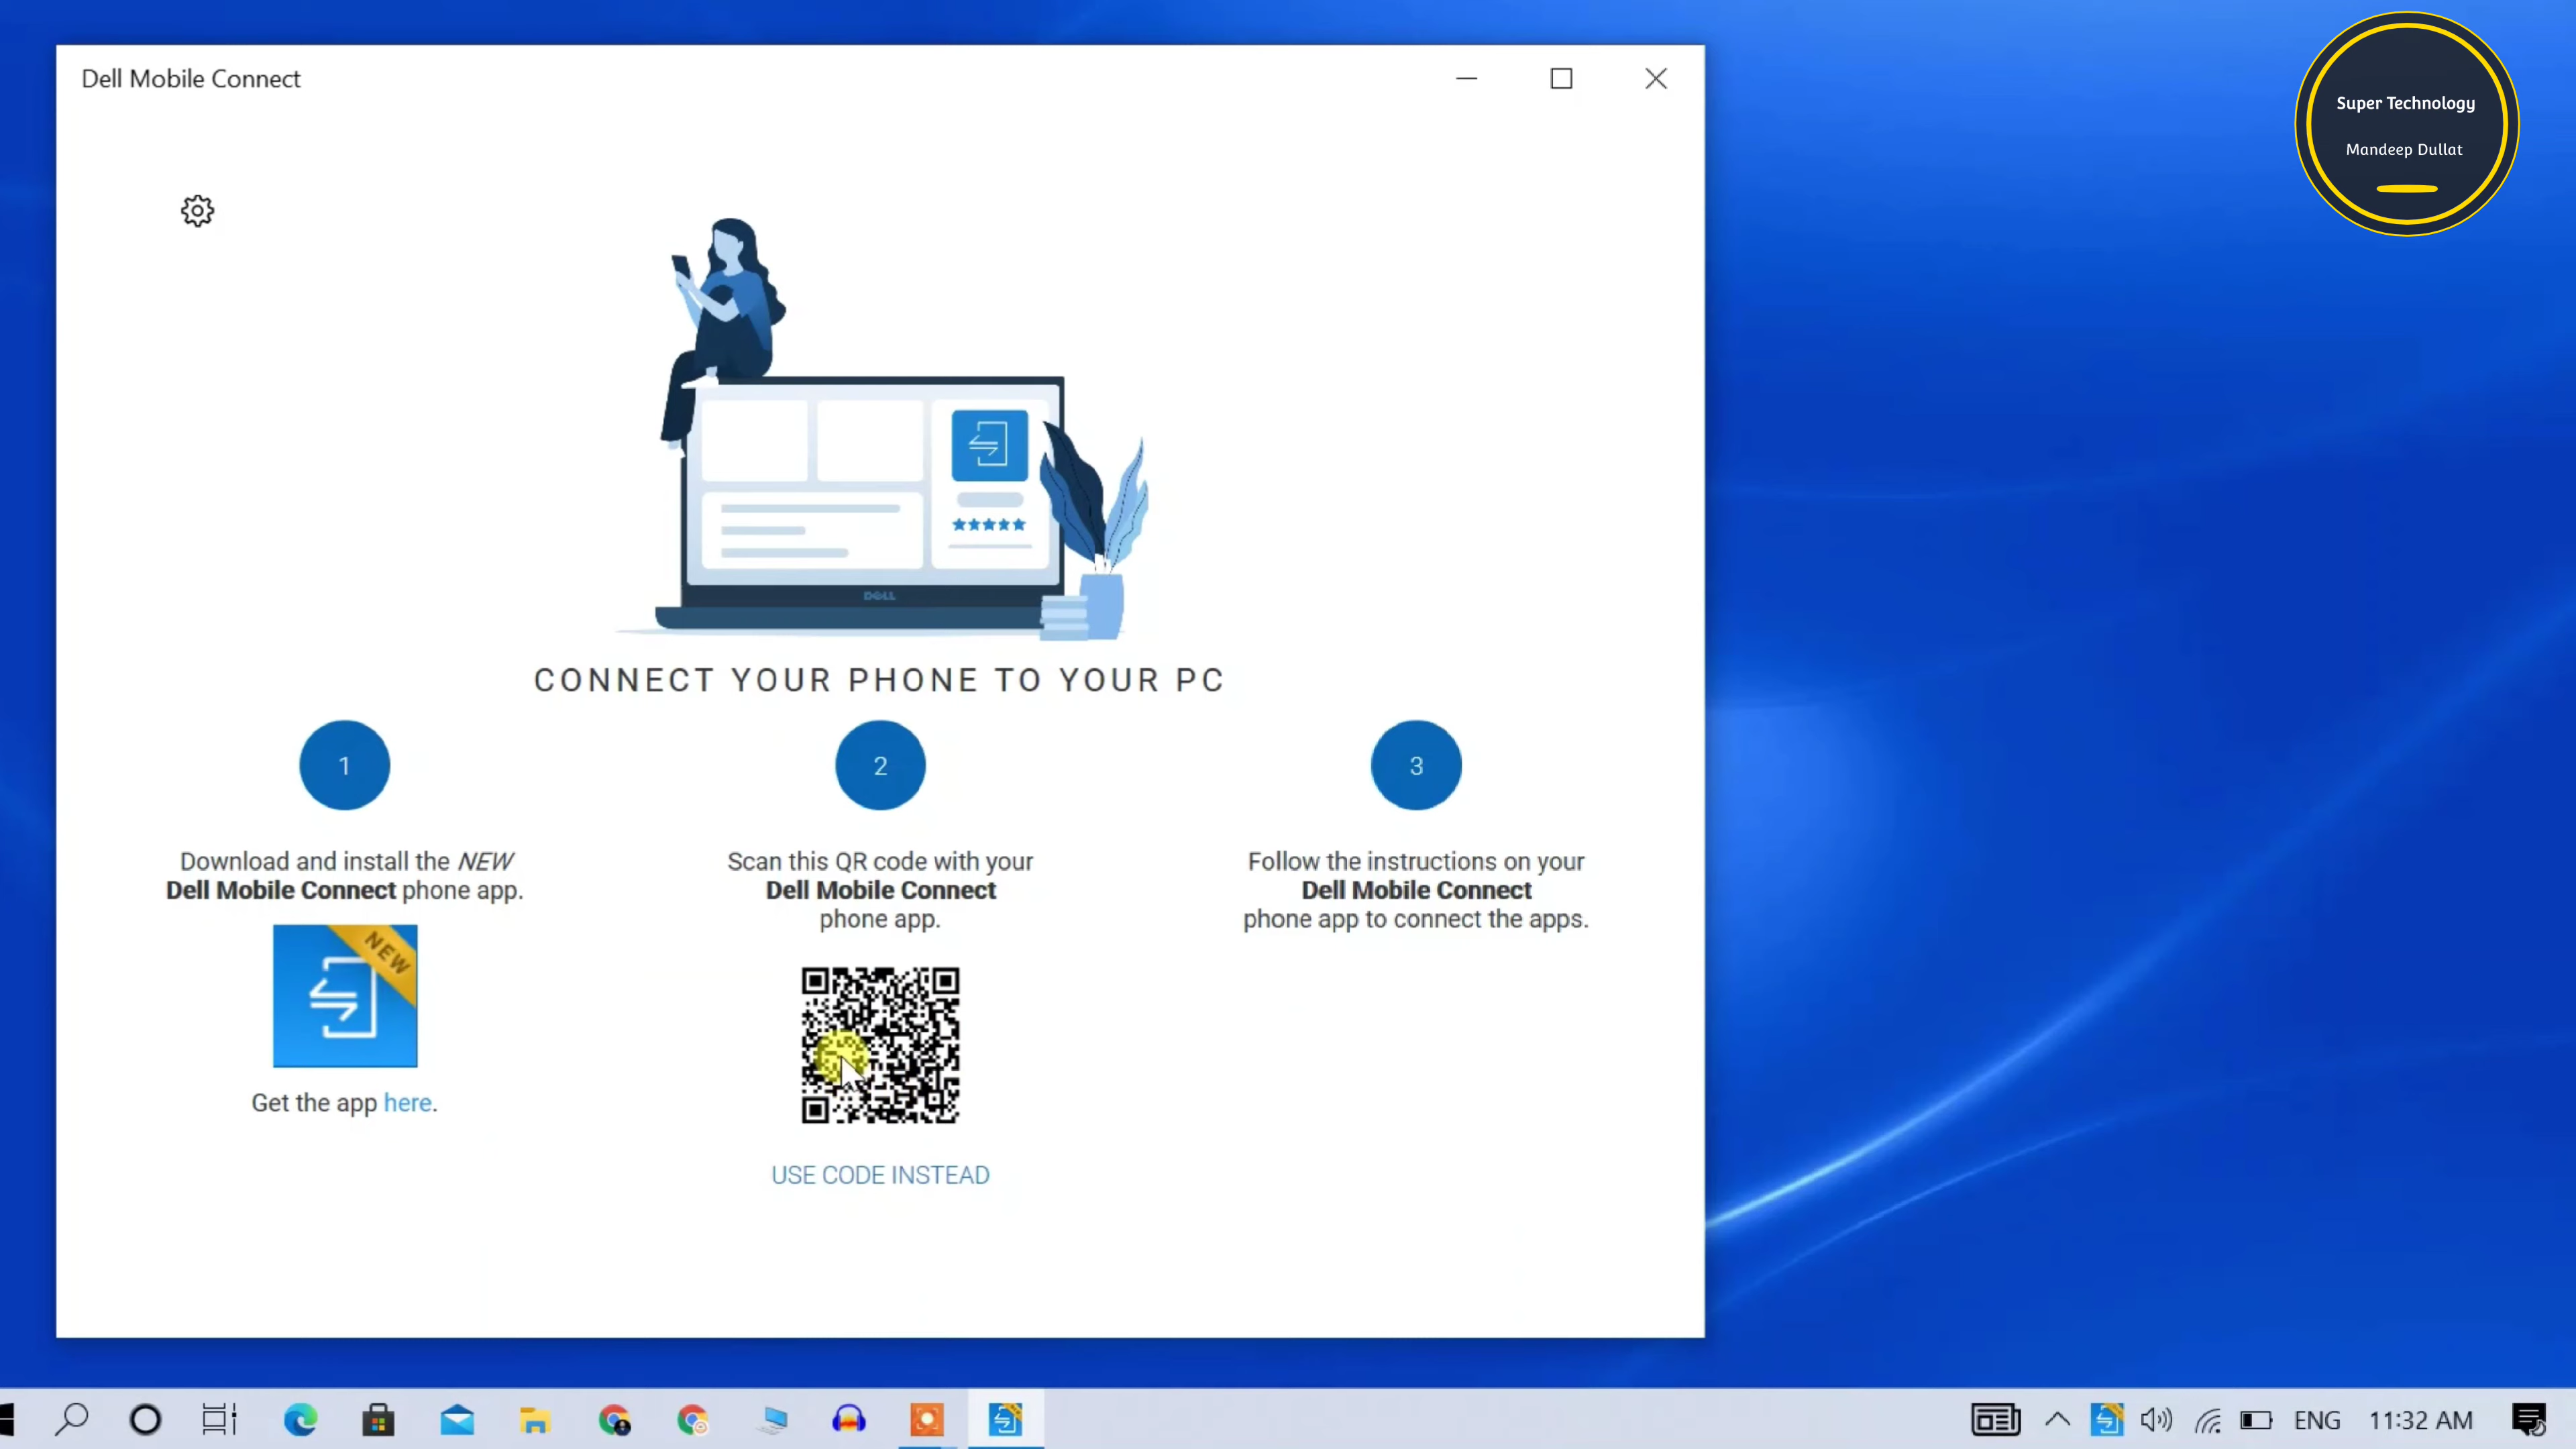 Dell Mobile Connect
Super Technology
Mandeep Dullat
DELL
CONNECT YOUR PHONE TO YOUR PC
1
Download and install the NEW
Dell Mobile Connect phone app.
NEW
Get the app here.
2
Scan this QR code with your
Dell Mobile Connect
phone app.
USE CODE INSTEAD
3
Follow the instructions on your
Dell Mobile Connect
phone app to connect the apps.
ENG
11:32 AM